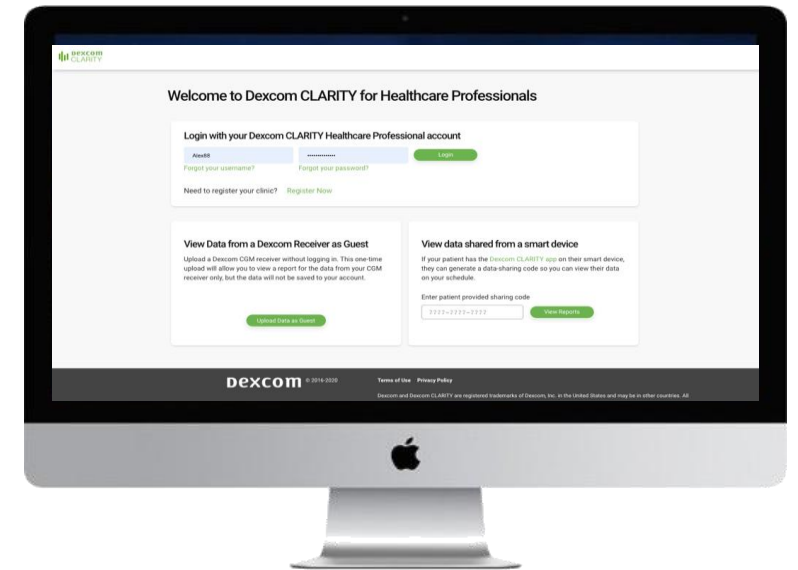 Dexcom
CLARITY
Welcome to Dexcom CLARITY for Healthcare Professionals
Login with your Dexcom CLARITY Healthcare Professional account
Alex88
Login
Forgot your username?
Forgot your password?
Need to register your clinic? Register Now
View Data from a Dexcom Receiver as Guest
Upload a Dexcom CGM receiver without logging in. This one-time
upload will allow you to view a report for the data from your CGM
receiver only, but the data will not be saved to your account.
Upload Data as Guest
View data shared from a smart device
If your patient has the Dexcom CLARITY app on their smart device,
they can generate a data-sharing code so you can view their data
on your schedule.
Enter patient provided sharing code
????-????-????
View Reports
Dexcom © 2016-2020 Terms of Use Privacy Policy
Dexcom and Dexcom CLARITY are registered trademarks of Dexcom, Inc. in the United States and may be in other countries. All